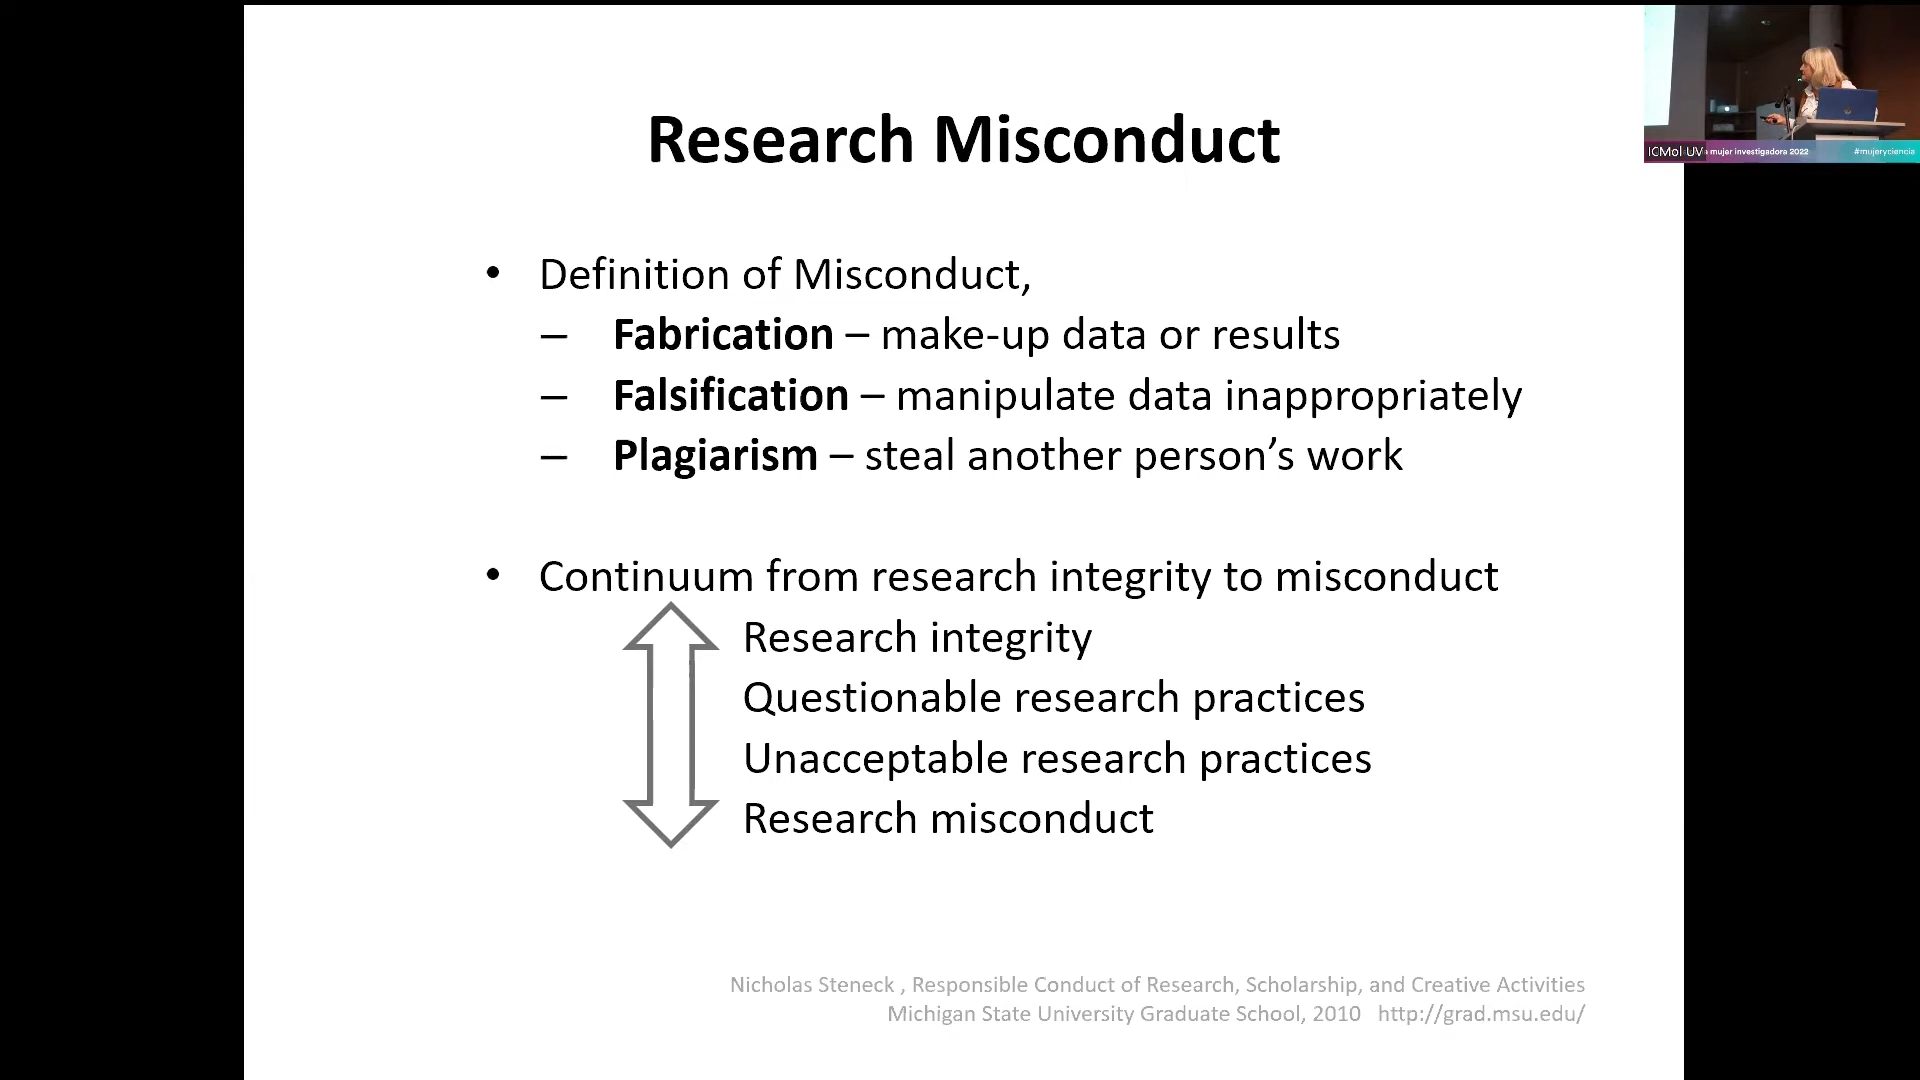 Research Misconduct
• Definition of Misconduct,
– Fabrication – make-up data or results
– Falsification – manipulate data inappropriately
– Plagiarism – steal another person’s work
• Continuum from research integrity to misconduct
Research integrity
Questionable research practices
Unacceptable research practices
Research misconduct
Nicholas Steneck , Responsible Conduct of Research, Scholarship, and Creative Activities
Michigan State University Graduate School, 2010 http://grad.msu.edu/
ICMol UV
mujer investigadora 2022
#mujeryciencia